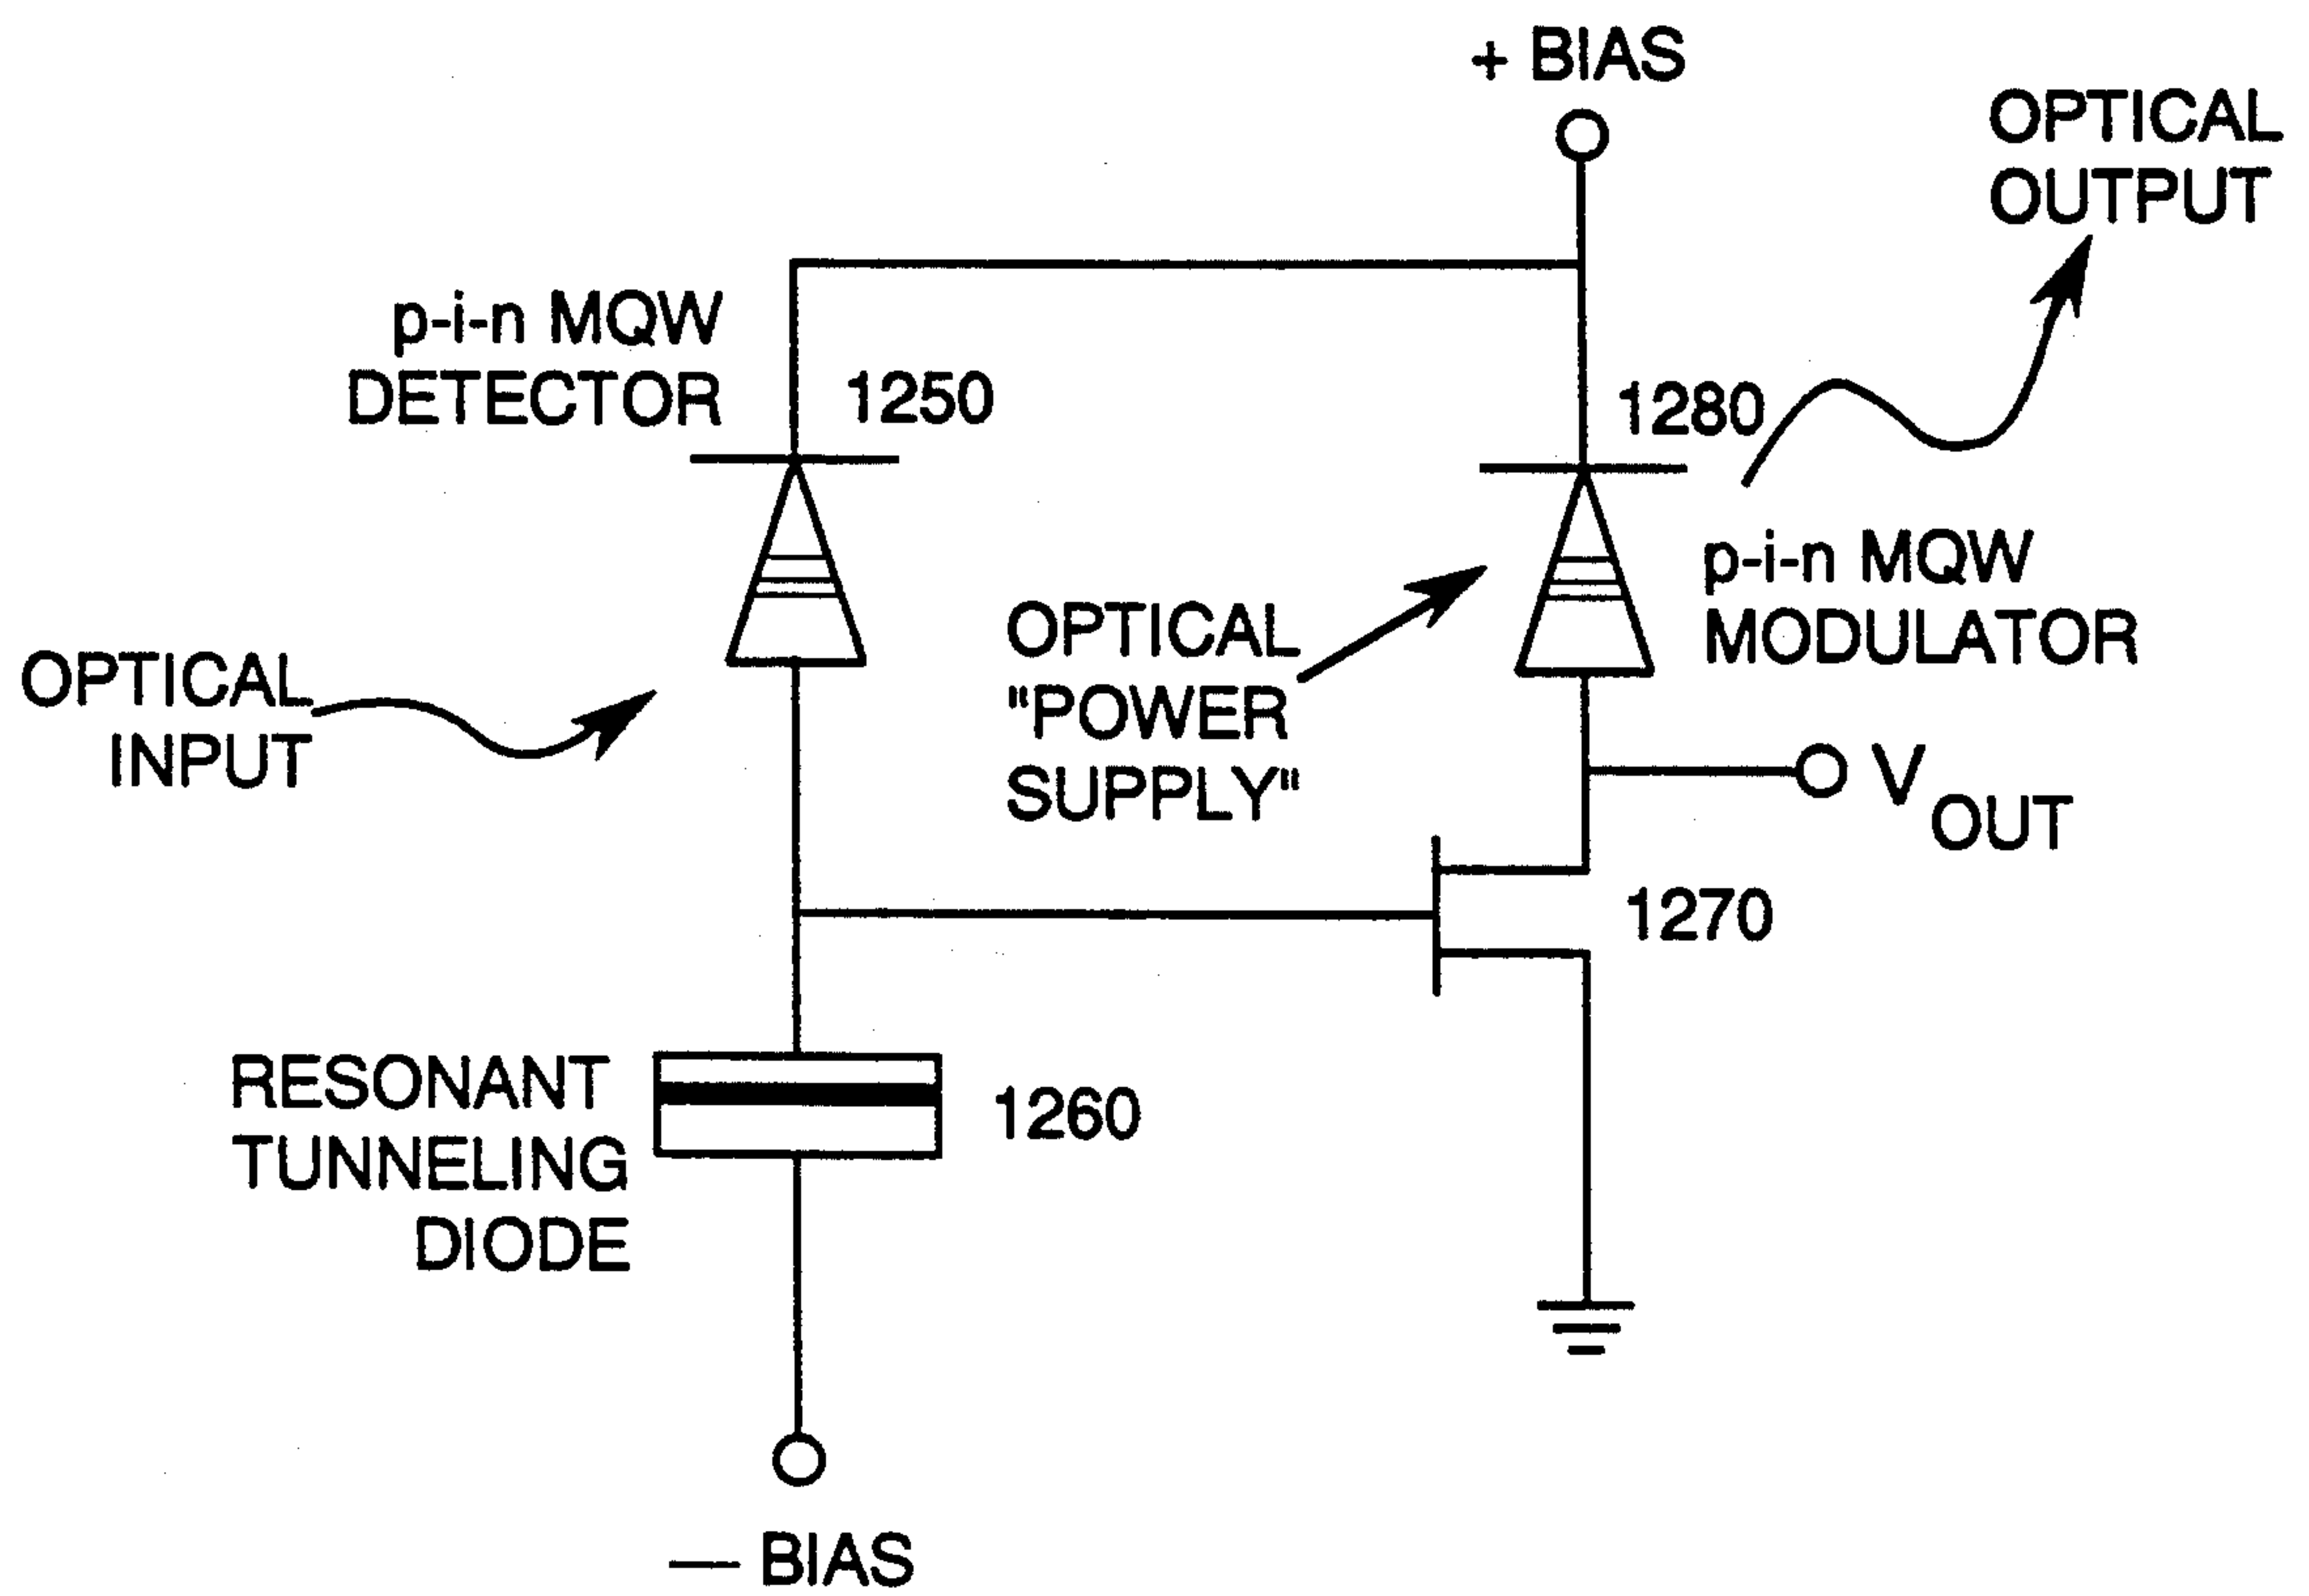 + BIAS
OPTICAL
OUTPUT
p-i-n MQW
DETECTOR
1250
1280
p-i-n MQW
MODULATOR
OPTICAL
"POWER
SUPPLY"
OPTICAL
INPUT
V OUT
1270
RESONANT
TUNNELING
DIODE
1260
— BIAS